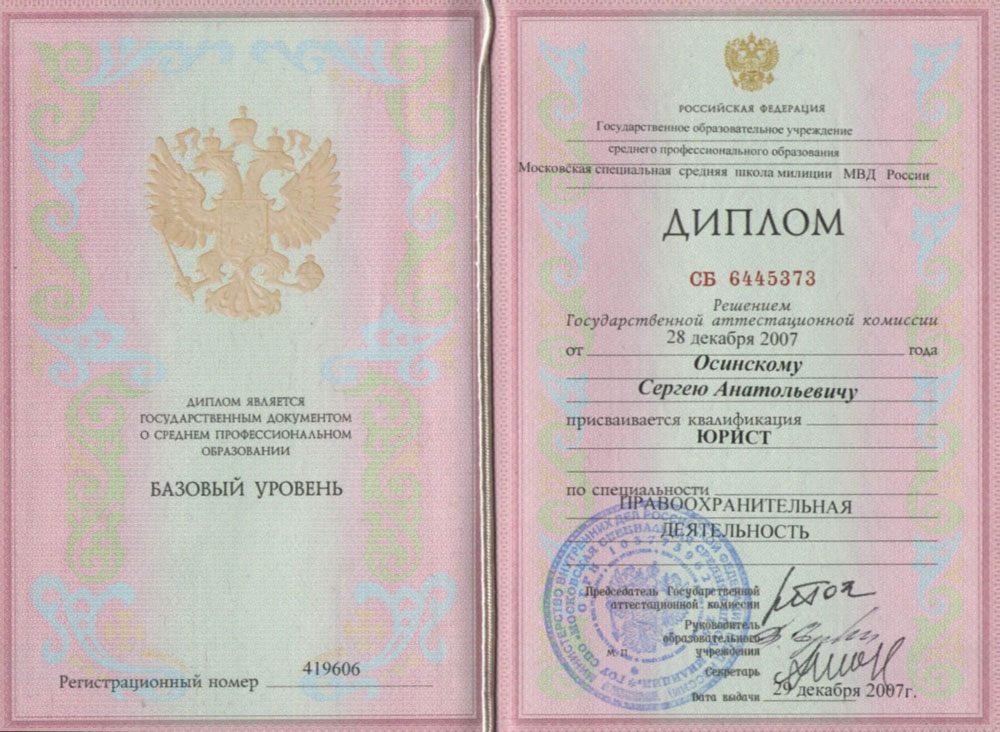 ДИПЛОМ ЯВЛЯЕТСЯ
ГОСУДАРСТВЕННЫМ ДОКУМЕНТОМ
О СРЕДНЕМ ПРОФЕССИОНАЛЬНОМ
ОБРАЗОВАНИИ
БАЗОВЫЙ УРОВЕНЬ
Регистрационный номер 419606
РОССИЙСКАЯ ФЕДЕРАЦИЯ
Государственное образовательное учреждение
среднего профессионального образования
Московская специальная средняя школа милиции МВД России
ДИПЛОМ
СБ 6445373
Решением
Государственной аттестационной комиссии
от 28 декабря 2007 года
Осинскому
Сергею Анатольевичу
присваивается квалификация
ЮРИСТ
по специальности
ПРАВООХРАНИТЕЛЬНАЯ
ДЕЯТЕЛЬНОСТЬ
Председатель Государственной
аттестационной комиссии
Руководитель
образовательного
м·п учреждения
Секретарь
Дата выдачи 29 декабря 2007г.